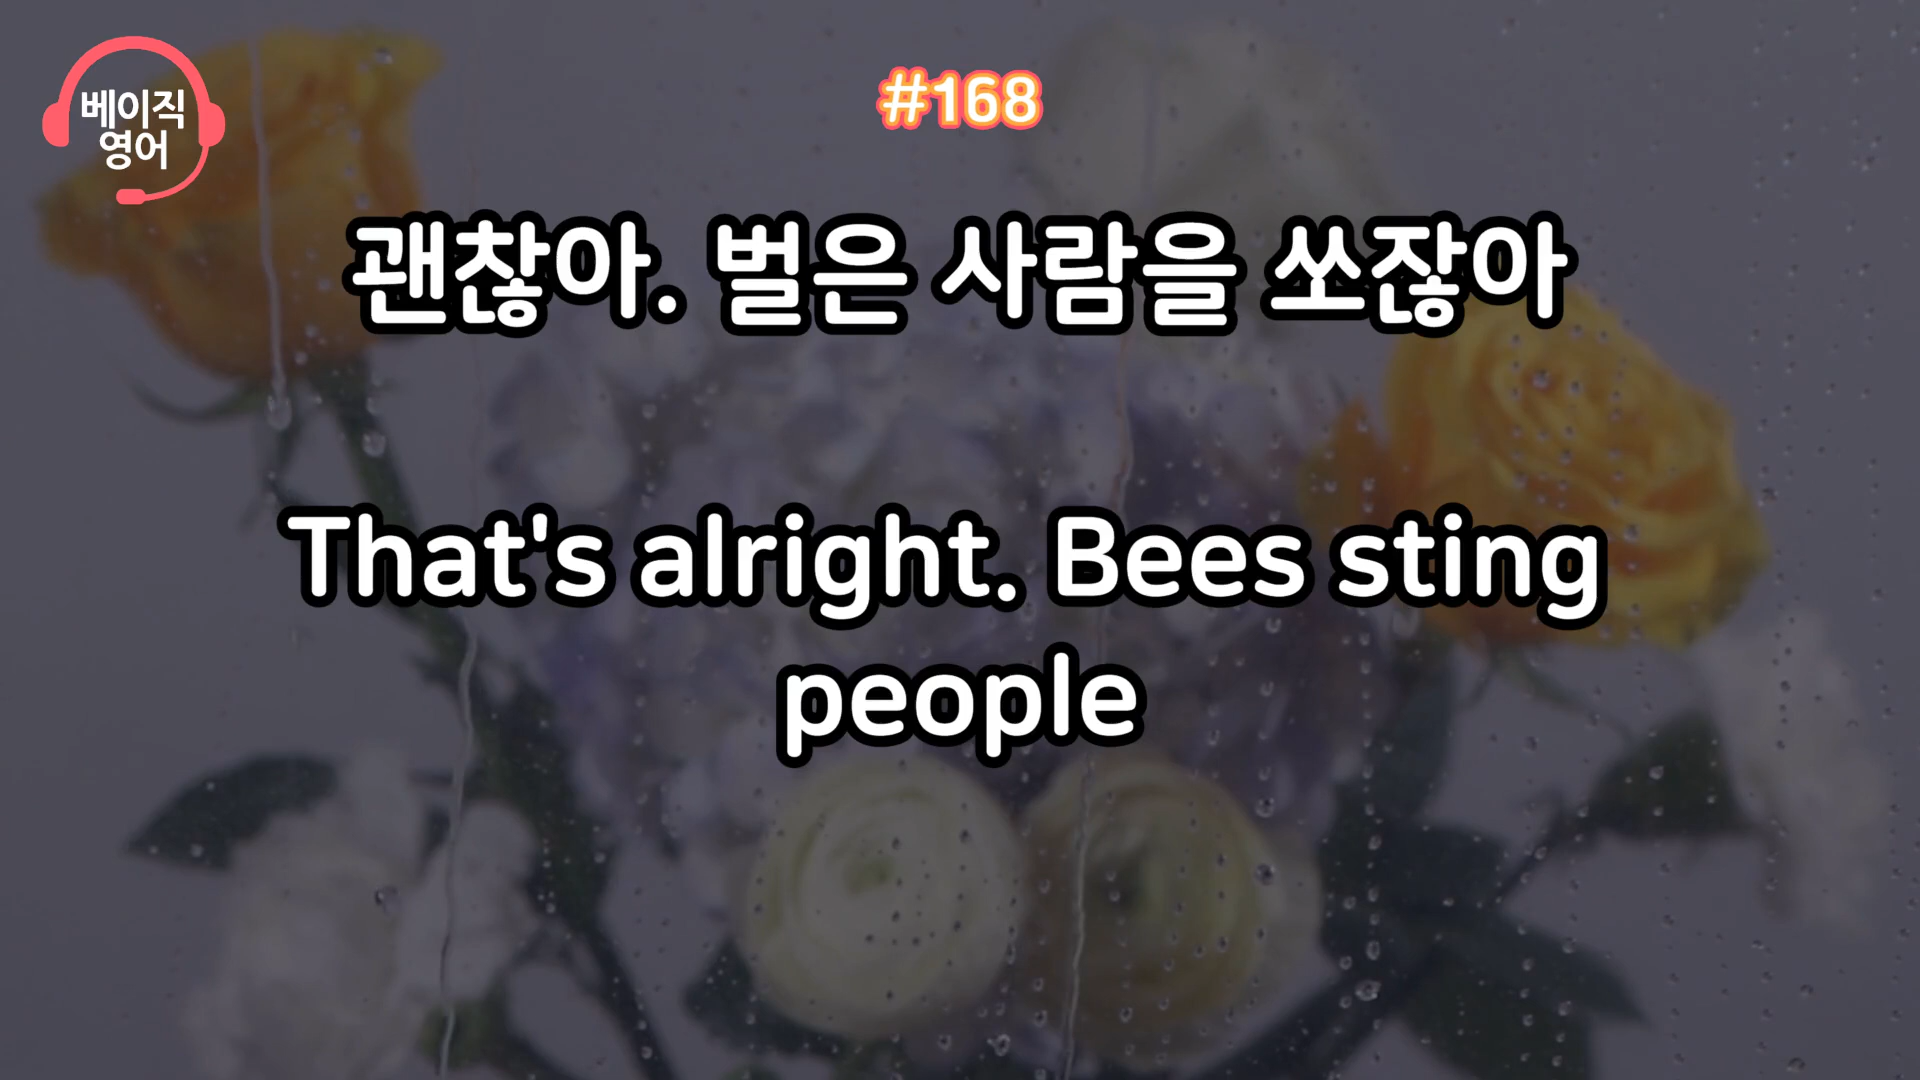 베이직
영어
#168
괜찮아. 벌은 사람을 쏘잖아
That's alright. Bees sting
people